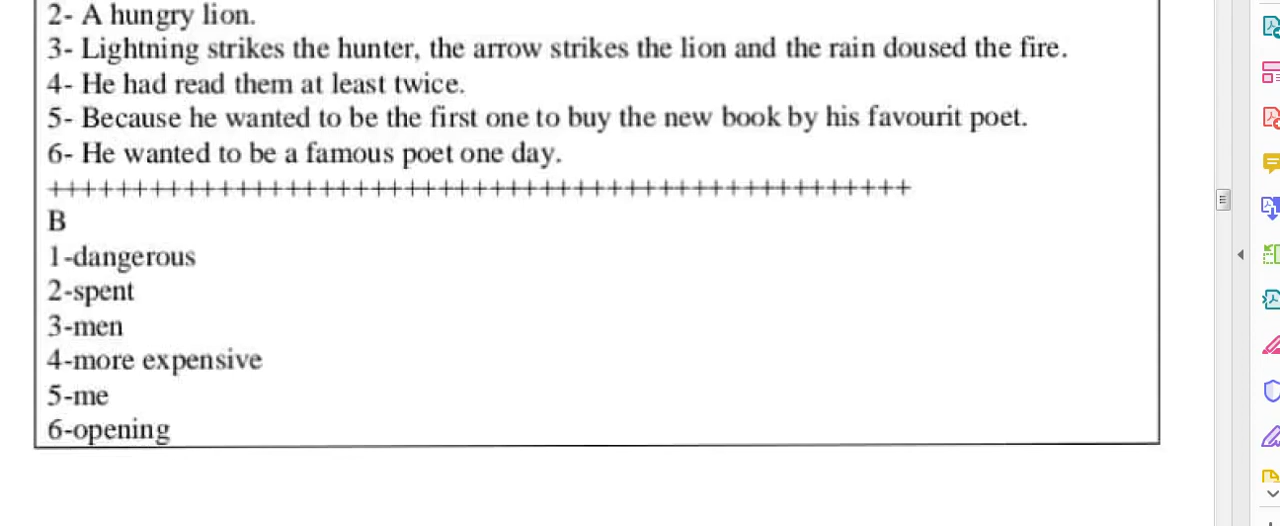 2- A hungry lion.
3- Lightning strikes the hunter, the arrow strikes the lion and the rain doused the fire.
4- He had read them at least twice.
5- Because he wanted to be the first one to buy the new book by his favourit poet.
6- He wanted to be a famous poet one day.
++++++++++++++++++++++++++++++++++++++++++++++++++
B
1-dangerous
2-spent
3-men
4-more expensive
5-me
6-opening